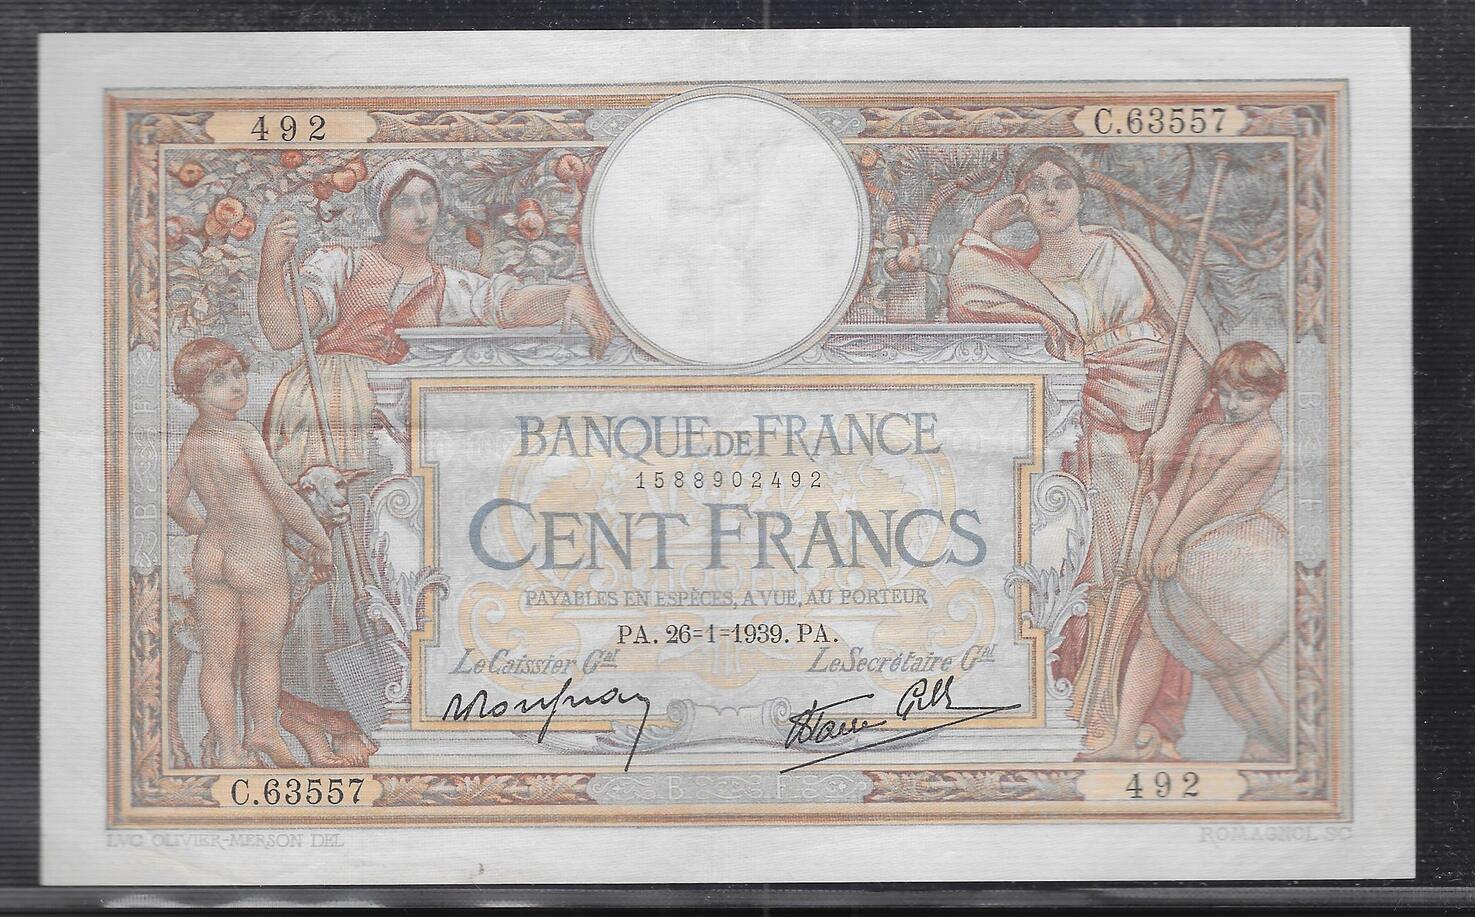 492
C.63557
BANQUE DE FRANCE
1588902492
CENT FRANCS
PAYABLES EN ESPÈCES, A VUE, AU PORTEUR
PA. 26=1=1939. PA.
Le Caissier Gal
Le Secrétaire Gal
C.63557
B F
492
LUC OLIVIER-MERSON DEL
ROMAGNOL SC